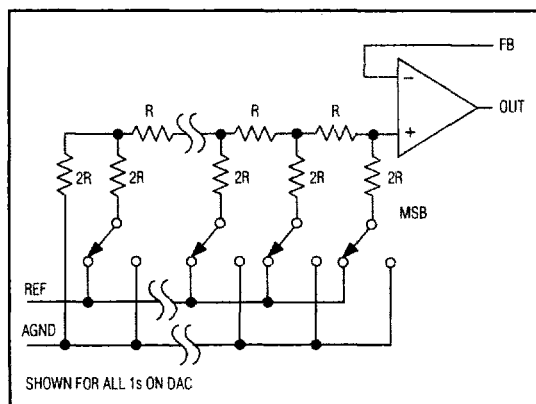 FB
R R R
OUT
2R 2R 2R 2R 2R
MSB
REF
AGND
SHOWN FOR ALL 1s ON DAC